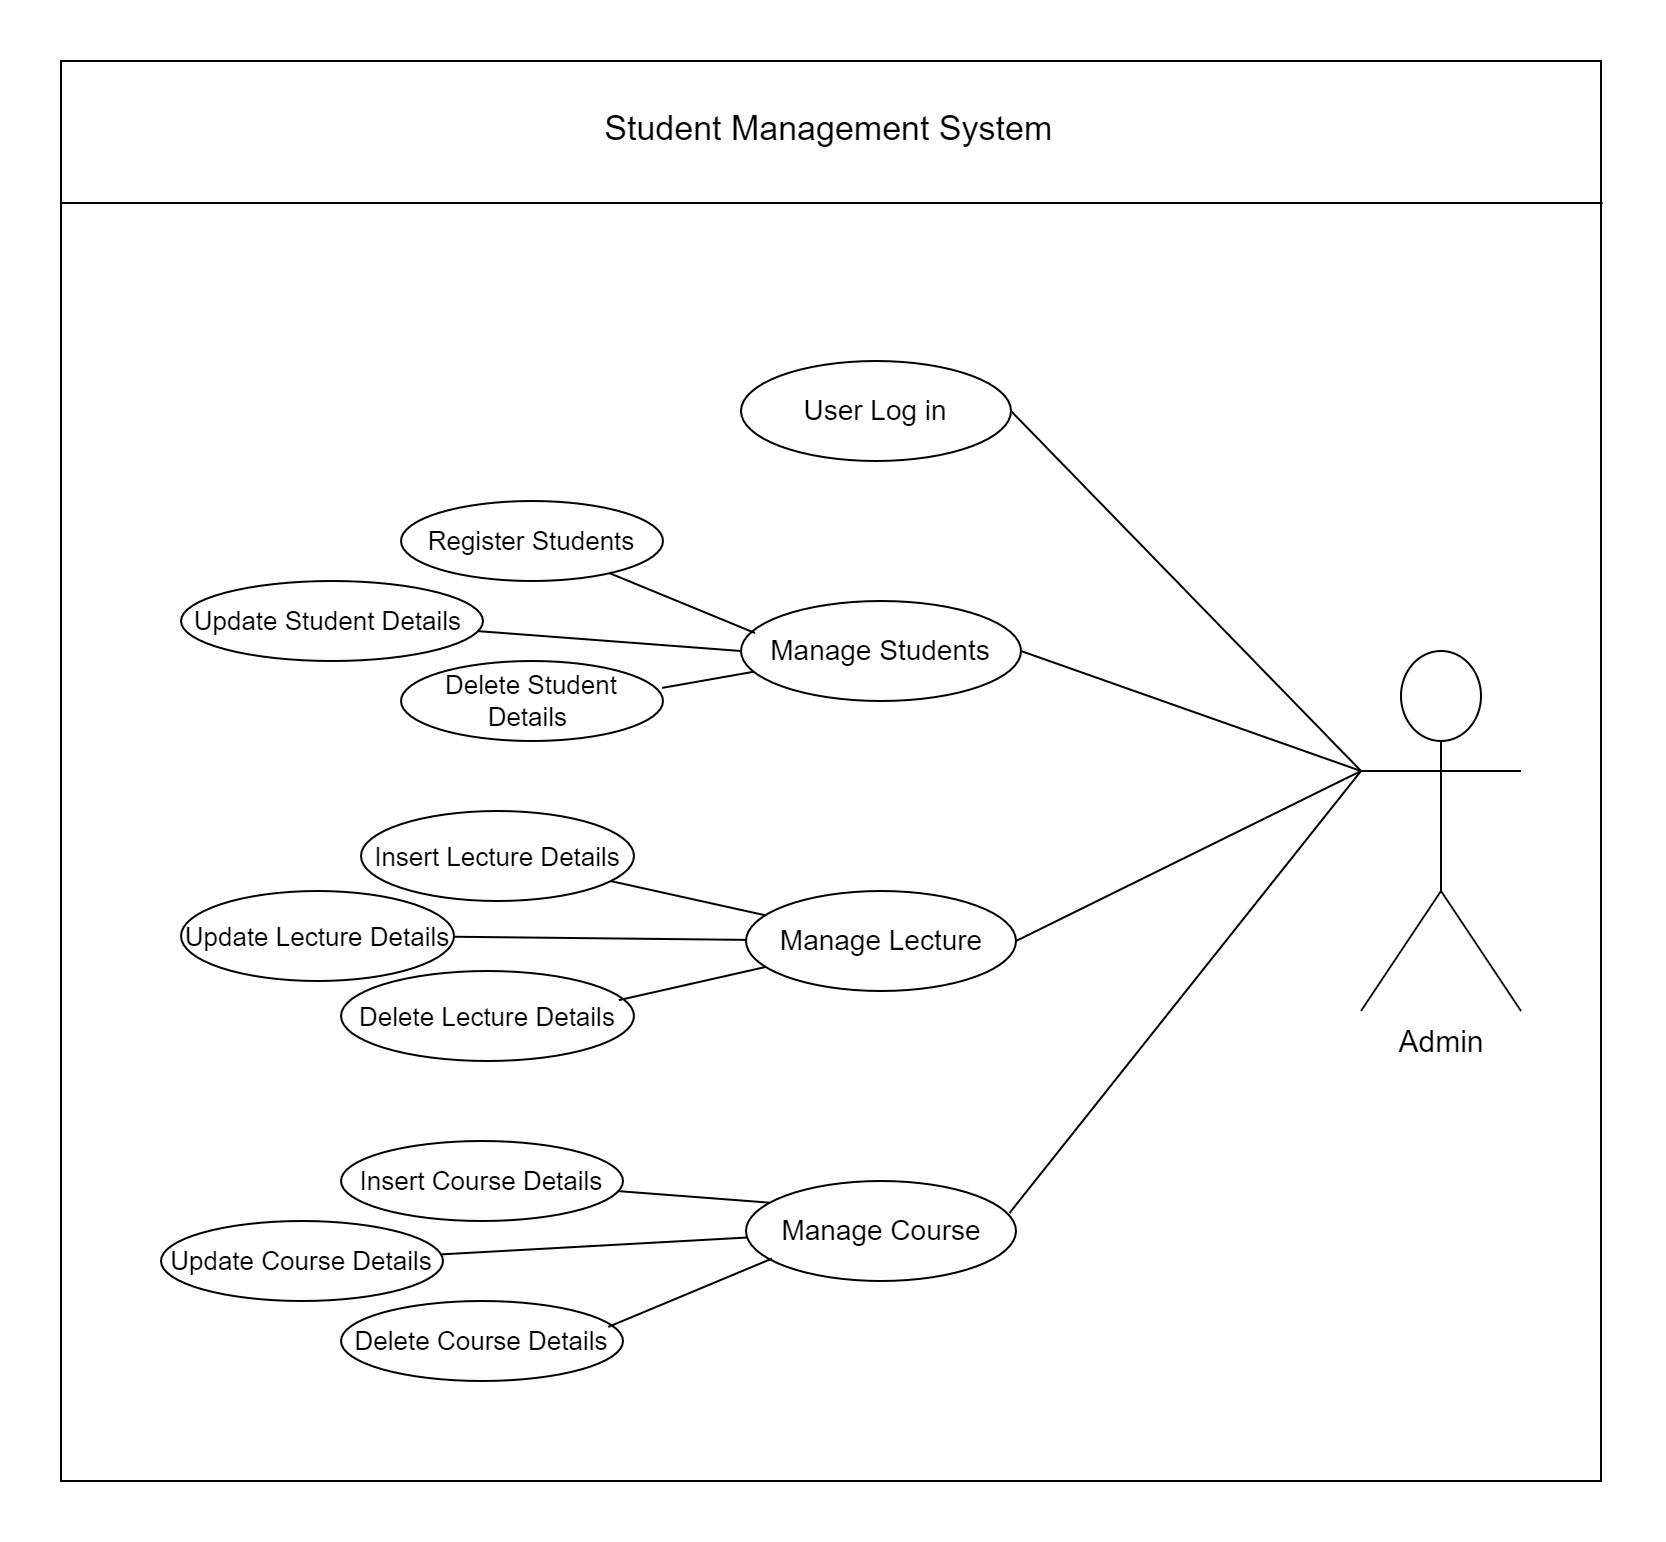 Student Management System
User Log in
Register Students
Update Student Details
Manage Students
Delete Student
Details
Insert Lecture Details
Update Lecture Details
Manage Lecture
Delete Lecture Details
Admin
Insert Course Details
Manage Course
Update Course Details
Delete Course Details